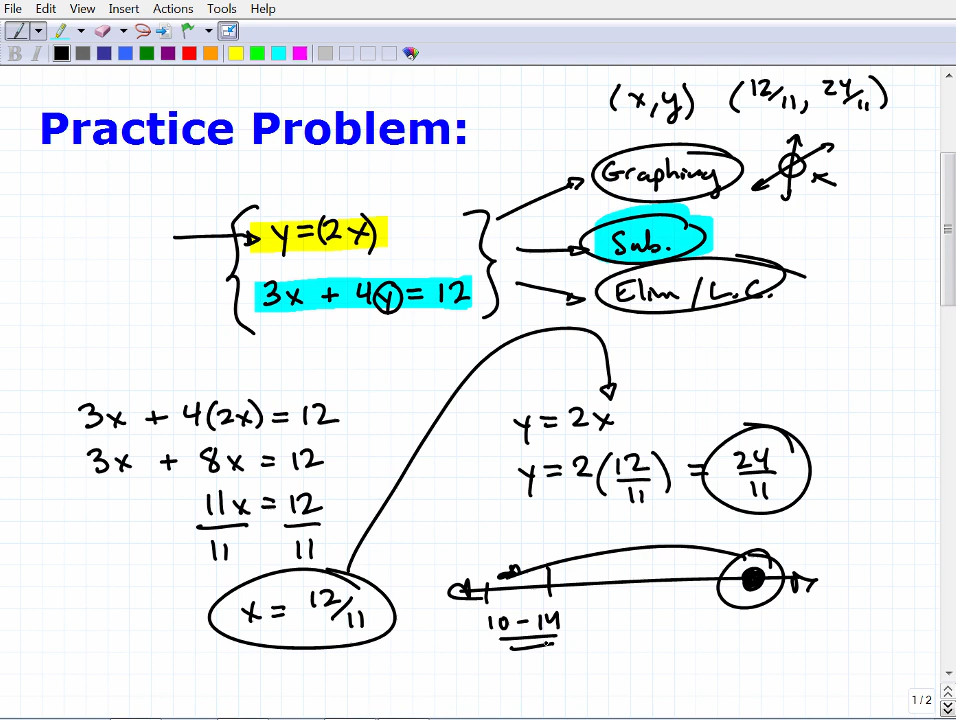 File Edit View Insert Actions Tools Help
B I
(x,y) (12/11, 24/11)
Practice Problem:
Graphing
y=(2x)
Sub.
3x + 4y = 12
Elim / L.C.
3x + 4(2x) = 12
y = 2x
3x + 8x = 12
y = 2(12/11) = 24/11
11x = 12
11 11
x = 12/11
10 - 14
1 / 2